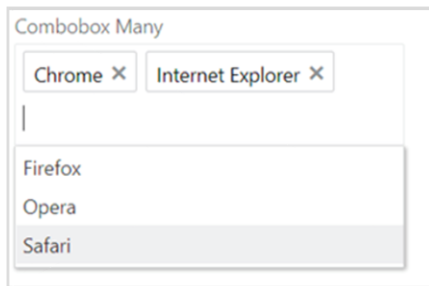 Combobox Many
Chrome × Internet Explorer ×
Firefox
Opera
Safari